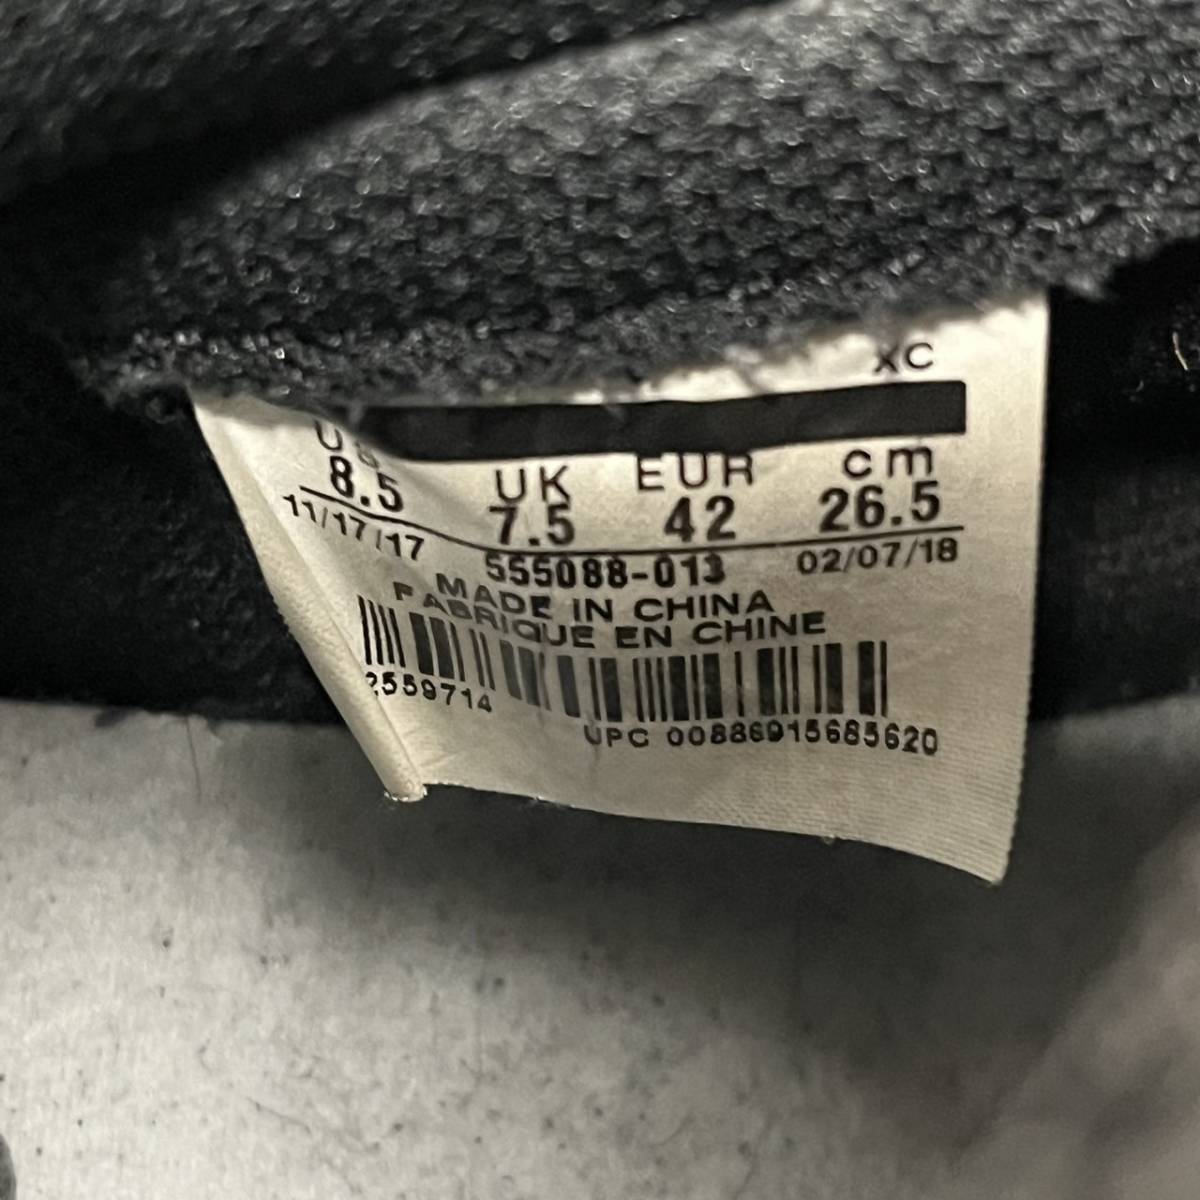 XC
US UK EUR cm
8.5 7.5 42 26.5
11/17/17 555088-013 02/07/18
MADE IN CHINA
FABRIQUE EN CHINE
2559714
UPC 00886915685620